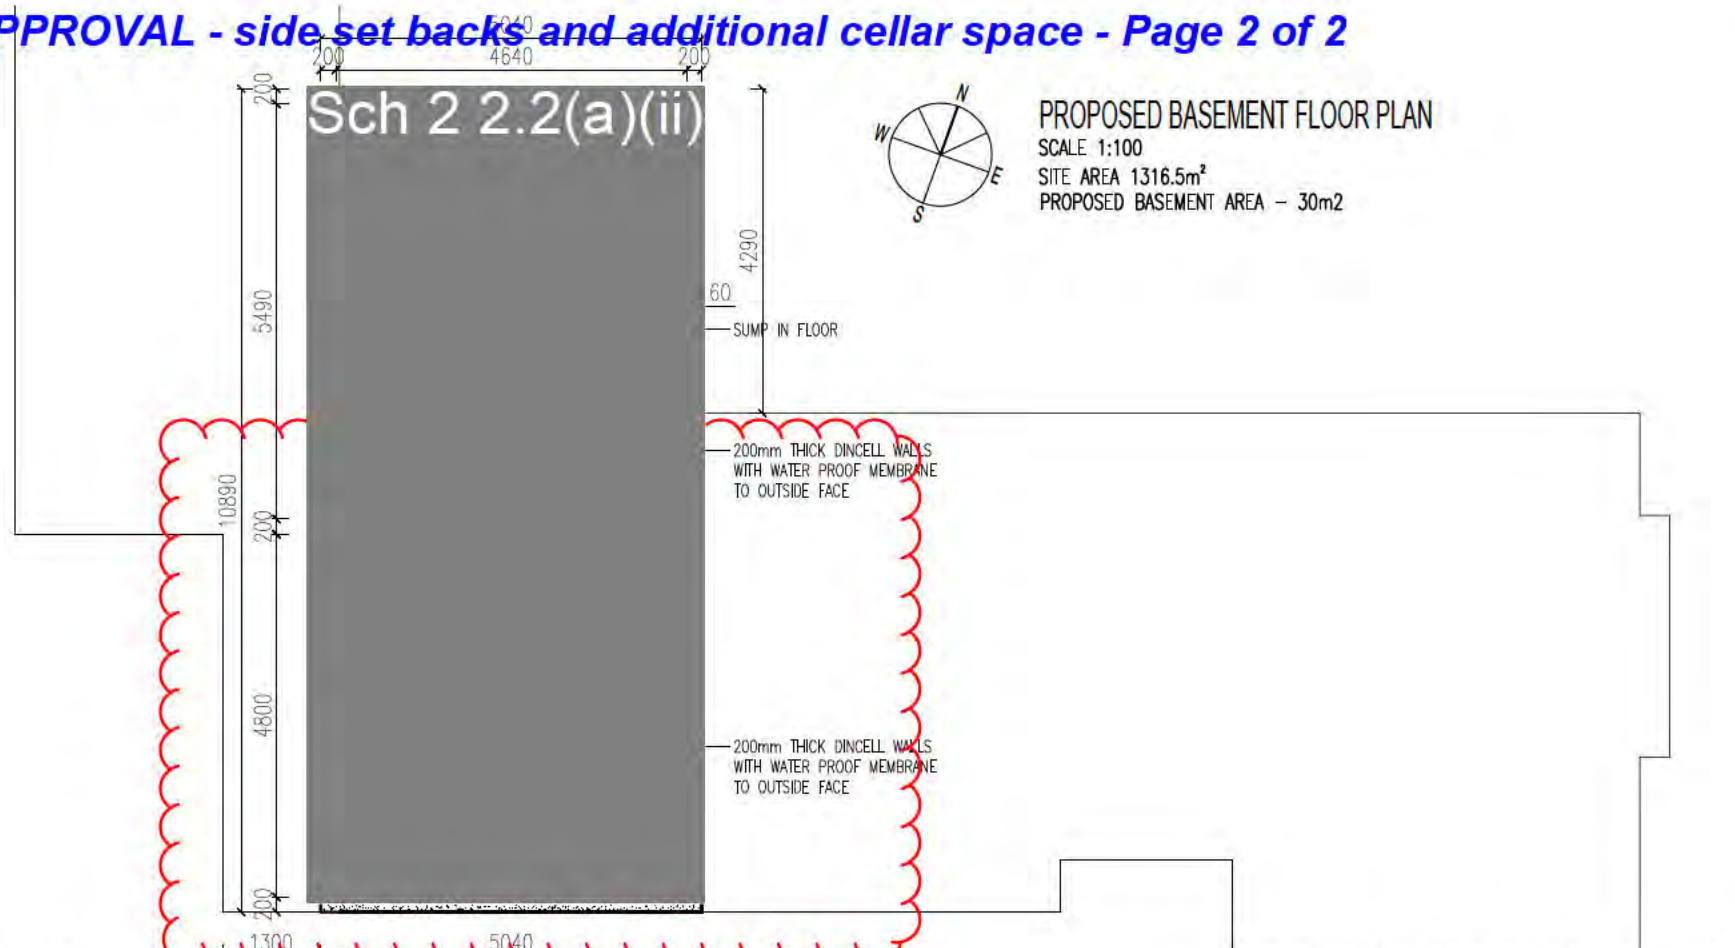 PPROVAL - side set backs and additional cellar space - Page 2 of 2
5040
200 4640 200
200
Sch 2 2.2(a)(ii)
N
W
E
S
PROPOSED BASEMENT FLOOR PLAN
SCALE 1:100
SITE AREA 1316.5m²
PROPOSED BASEMENT AREA – 30m2
4290
5490
60
SUMP IN FLOOR
200mm THICK DINCELL WALLS
WITH WATER PROOF MEMBRANE
TO OUTSIDE FACE
10890
200
4800
200mm THICK DINCELL WALLS
WITH WATER PROOF MEMBRANE
TO OUTSIDE FACE
200
1300
5040